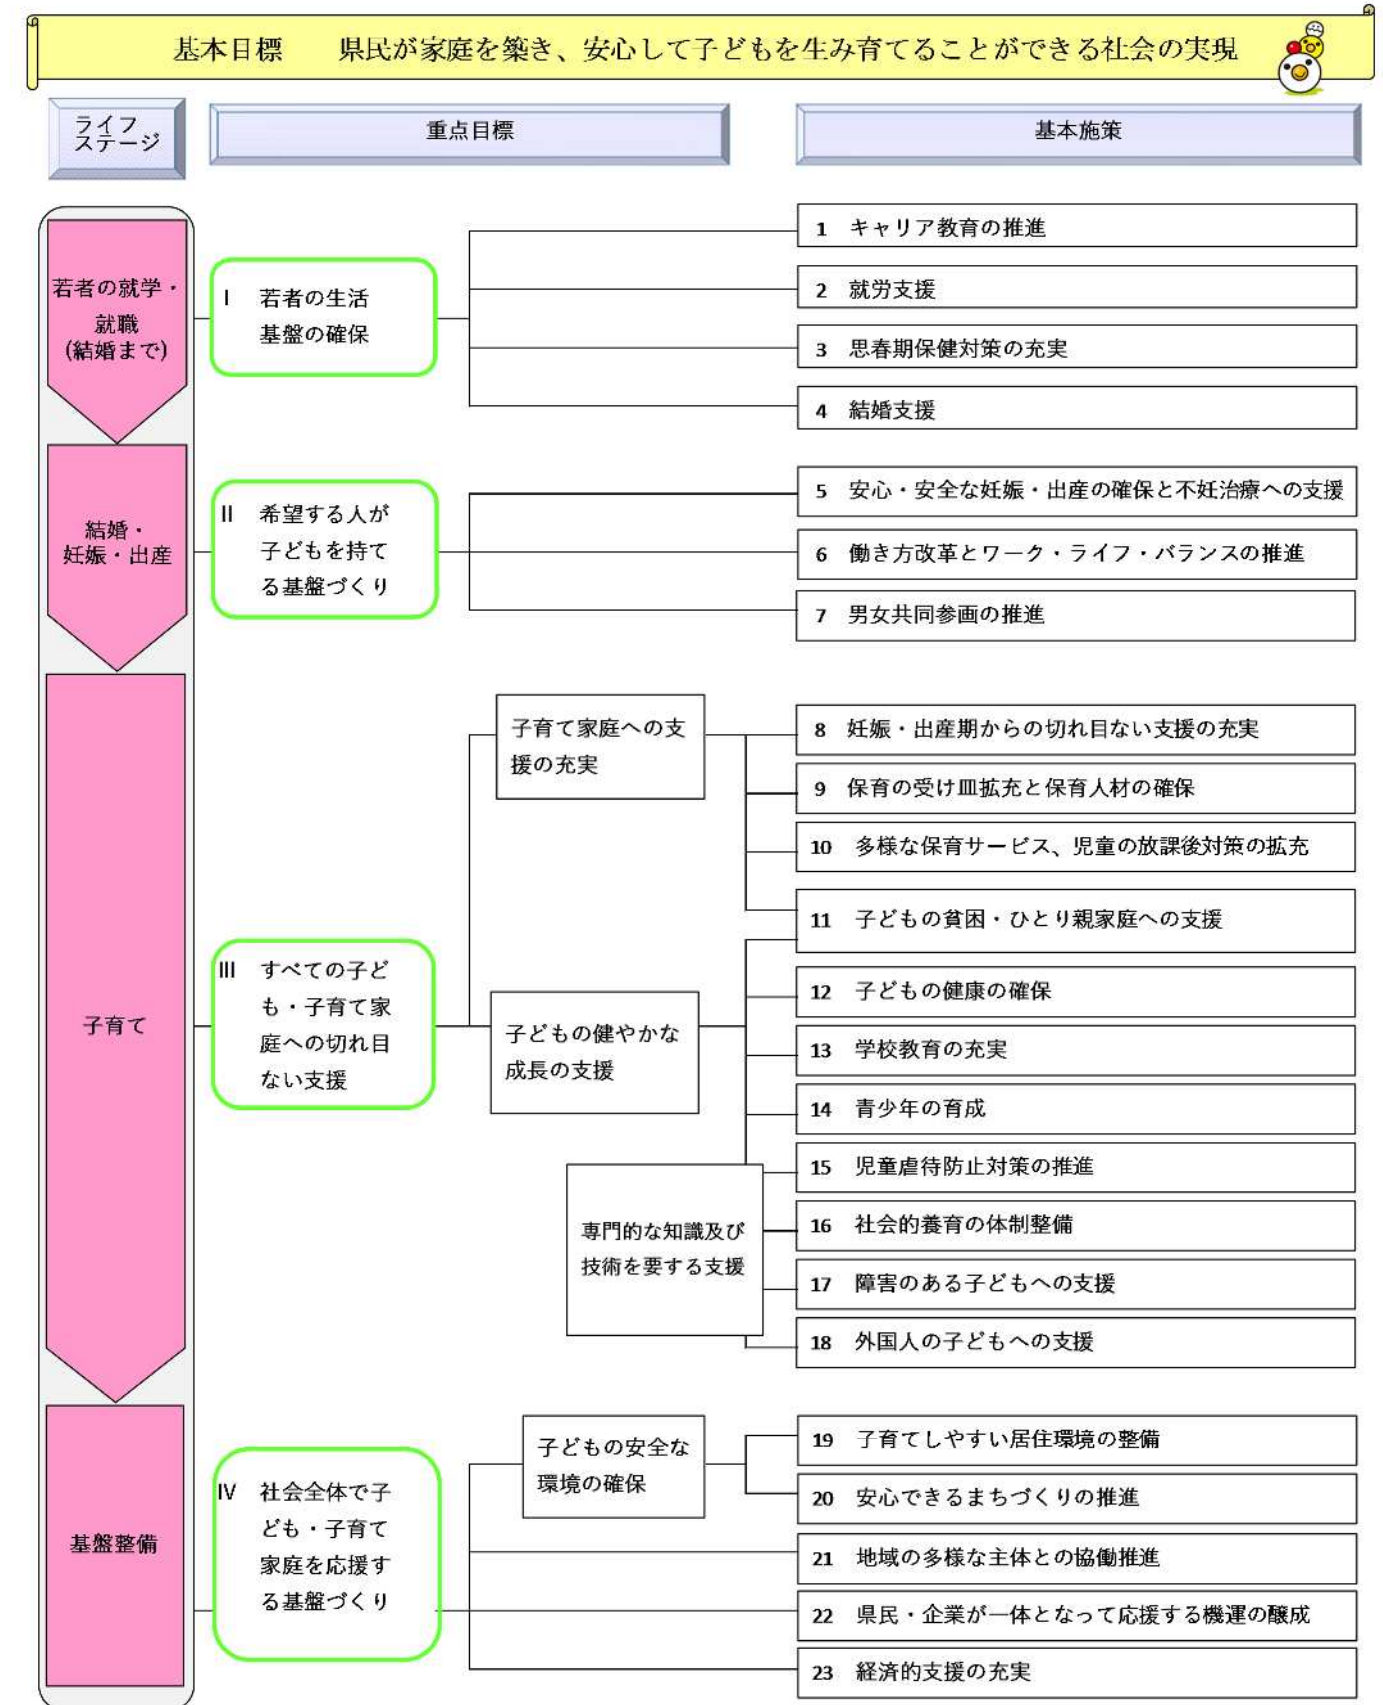 基本目標　　県民が家庭を築き、安心して子どもを生み育てることができる社会の実現
ライフ
ステージ
重点目標
基本施策
若者の就学・
就職
(結婚まで)
Ⅰ　若者の生活
基盤の確保
1　キャリア教育の推進
2　就労支援
3　思春期保健対策の充実
4　結婚支援
結婚・
妊娠・出産
Ⅱ　希望する人が
子どもを持て
る基盤づくり
5　安心・安全な妊娠・出産の確保と不妊治療への支援
6　働き方改革とワーク・ライフ・バランスの推進
7　男女共同参画の推進
子育て
Ⅲ　すべての子ど
も・子育て家
庭への切れ目
ない支援
子育て家庭への支
援の充実
8　妊娠・出産期からの切れ目ない支援の充実
9　保育の受け皿拡充と保育人材の確保
10　多様な保育サービス、児童の放課後対策の拡充
11　子どもの貧困・ひとり親家庭への支援
子どもの健やかな
成長の支援
12　子どもの健康の確保
13　学校教育の充実
14　青少年の育成
専門的な知識及び
技術を要する支援
15　児童虐待防止対策の推進
16　社会的養育の体制整備
17　障害のある子どもへの支援
18　外国人の子どもへの支援
基盤整備
Ⅳ　社会全体で子
ども・子育て
家庭を応援す
る基盤づくり
子どもの安全な
環境の確保
19　子育てしやすい居住環境の整備
20　安心できるまちづくりの推進
21　地域の多様な主体との協働推進
22　県民・企業が一体となって応援する機運の醸成
23　経済的支援の充実